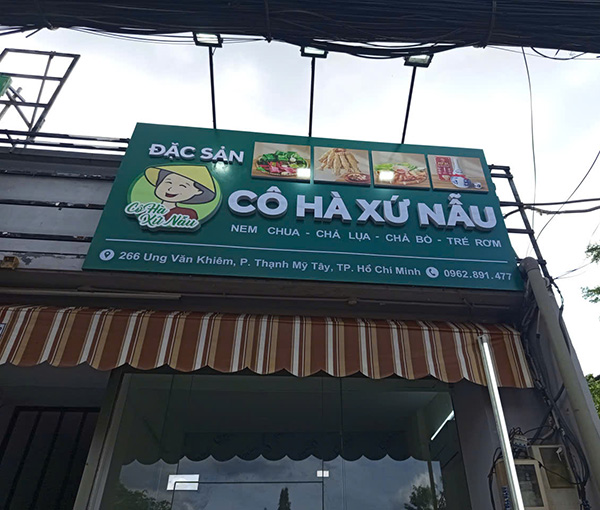 ĐẶC SẢN
CÔ HÀ XỨ NẪU
Cô Hà
Xứ Nẫu
NEM CHUA - CHẢ LỤA - CHẢ BÒ - TRÉ RƠM
266 Ung Văn Khiêm, P. Thạnh Mỹ Tây, TP. Hồ Chí Minh 0962.891.477